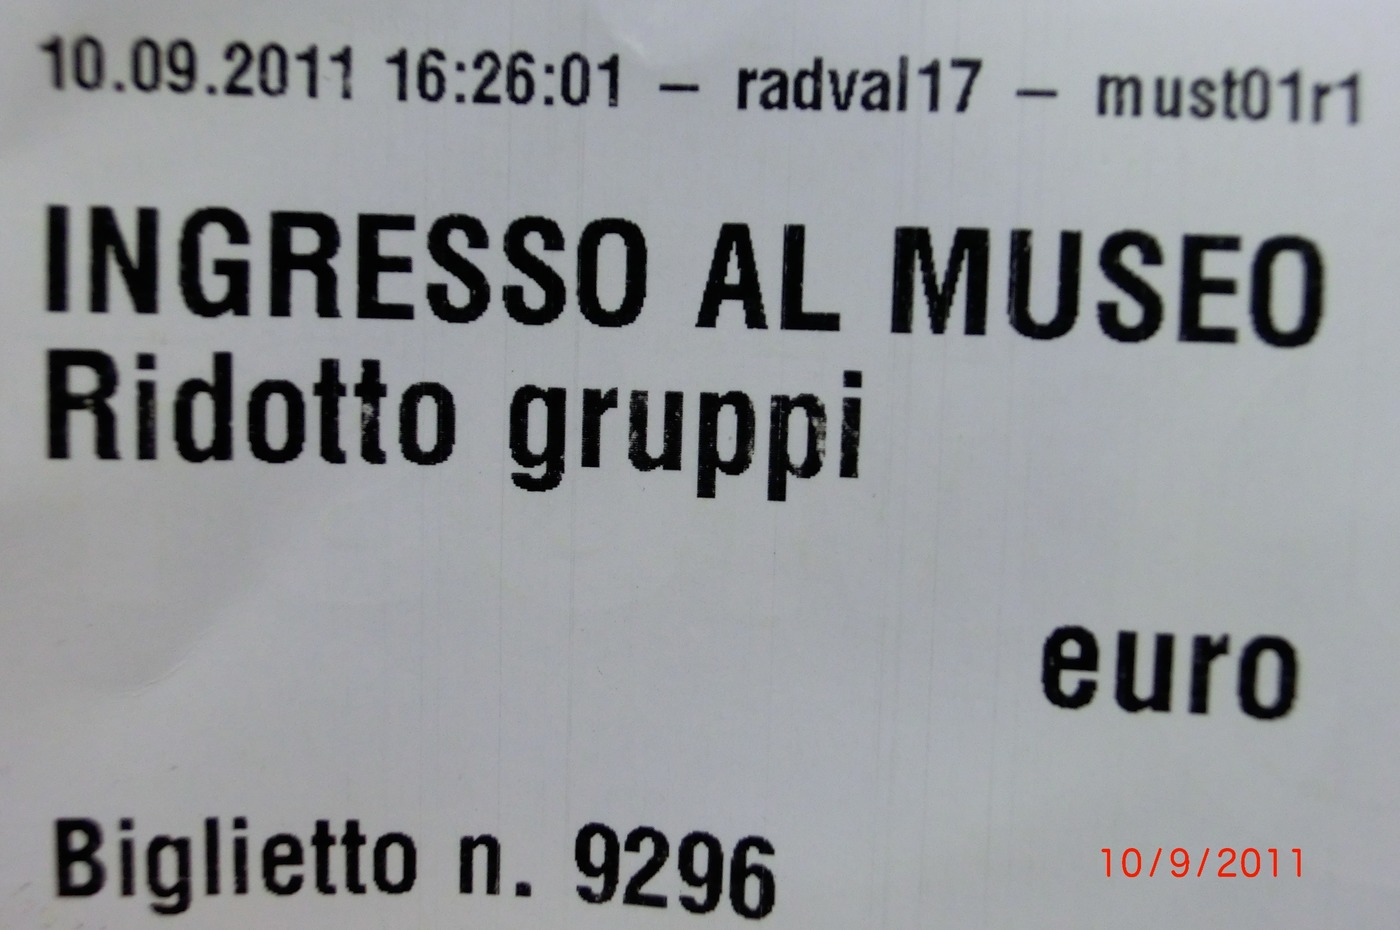 10.09.2011 16:26:01 – radval17 – must01r1
INGRESSO AL MUSEO
Ridotto gruppi
euro
Biglietto n. 9296
10/9/2011